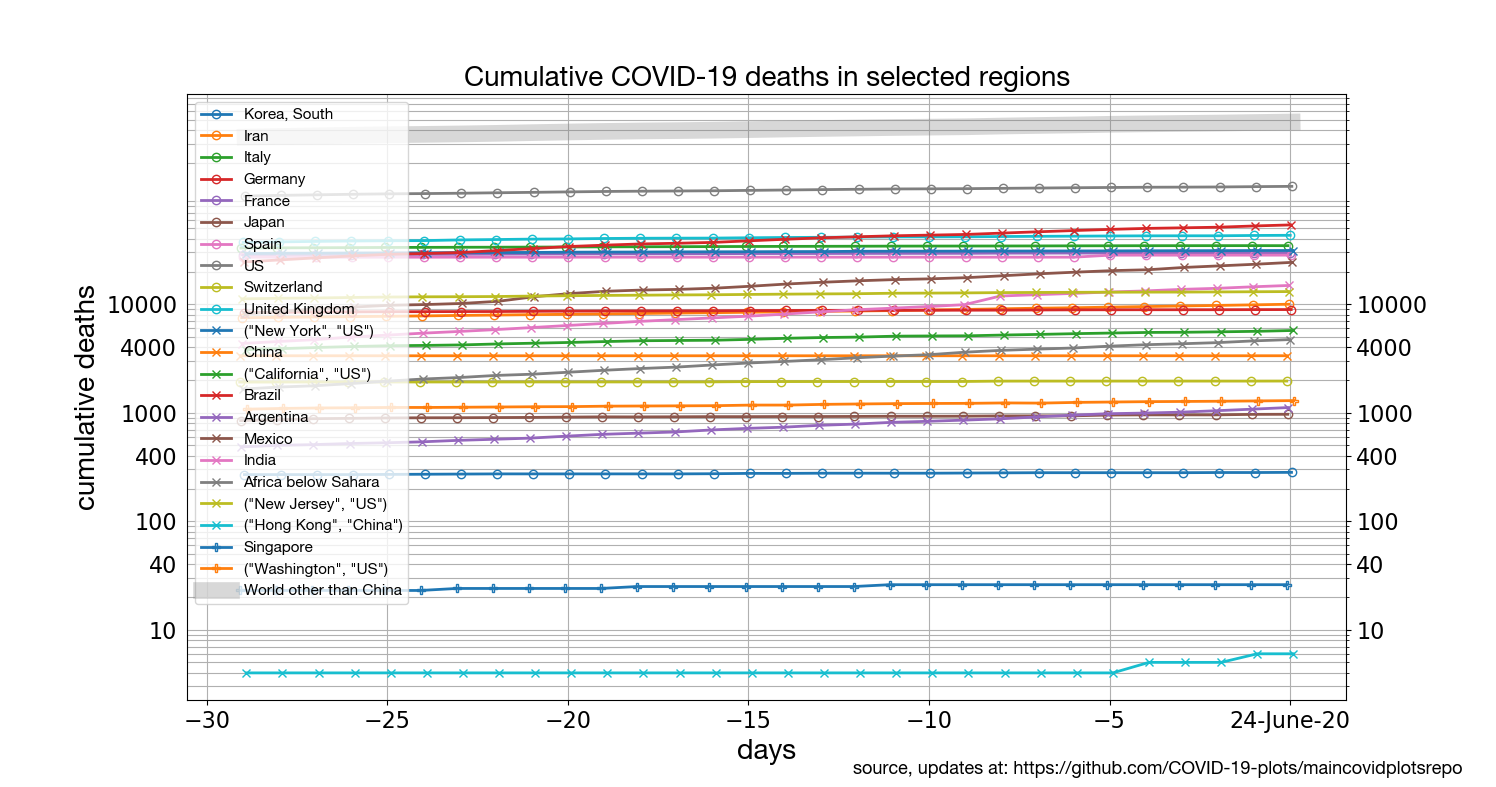 Cumulative COVID-19 deaths in selected regions
Korea, South
Iran
Italy
Germany
France
Japan
Spain
US
Switzerland
United Kingdom
("New York", "US")
China
("California", "US")
Brazil
Argentina
Mexico
India
Africa below Sahara
("New Jersey", "US")
("Hong Kong", "China")
Singapore
("Washington", "US")
World other than China
cumulative deaths
10000
4000
1000
400
100
40
10
10000
4000
1000
400
100
40
10
−30 −25 −20 −15 −10 −5 24-June-20
days
source, updates at: https://github.com/COVID-19-plots/maincovidplotsrepo